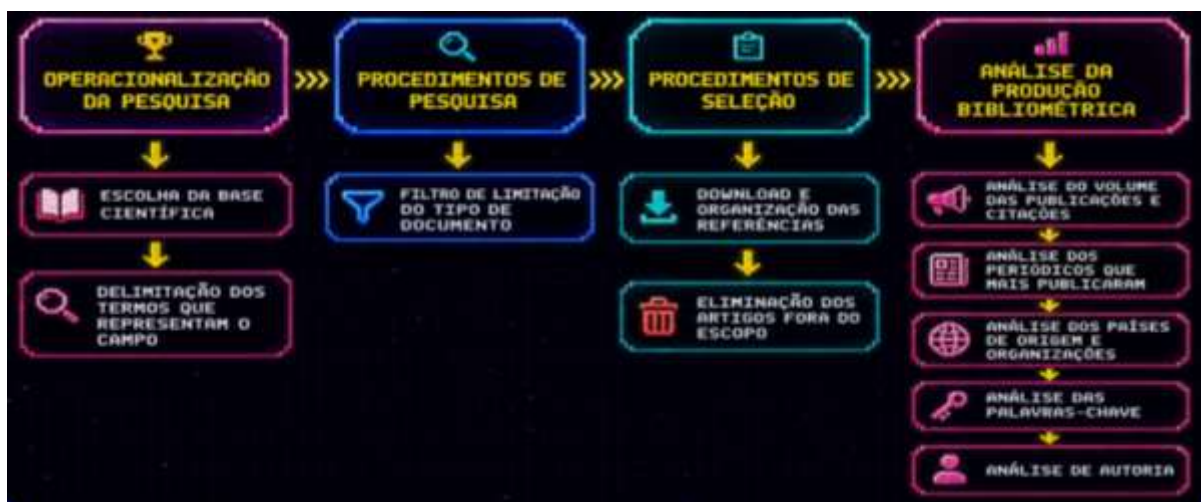 OPERACIONALIZAÇÃO
DA PESQUISA
>>>
PROCEDIMENTOS DE
PESQUISA
>>>
PROCEDIMENTOS DE
SELEÇÃO
>>>
ANÁLISE DA
PRODUÇÃO
BIBLIOMÉTRICA
ESCOLHA DA BASE
CIENTÍFICA
DELIMITAÇÃO DOS
TERMOS QUE
REPRESENTAM O
CAMPO
FILTRO DE LIMITAÇÃO
DO TIPO DE
DOCUMENTO
DOWNLOAD E
ORGANIZAÇÃO DAS
REFERÊNCIAS
ELIMINAÇÃO DOS
ARTIGOS FORA DO
ESCOPO
ANÁLISE DO VOLUME
DAS PUBLICAÇÕES E
CITAÇÕES
ANÁLISE DOS
PERIÓDICOS QUE
MAIS PUBLICARAM
ANÁLISE DOS PAÍSES
DE ORIGEM E
ORGANIZAÇÕES
ANÁLISE DAS
PALAVRAS-CHAVE
ANÁLISE DE AUTORIA